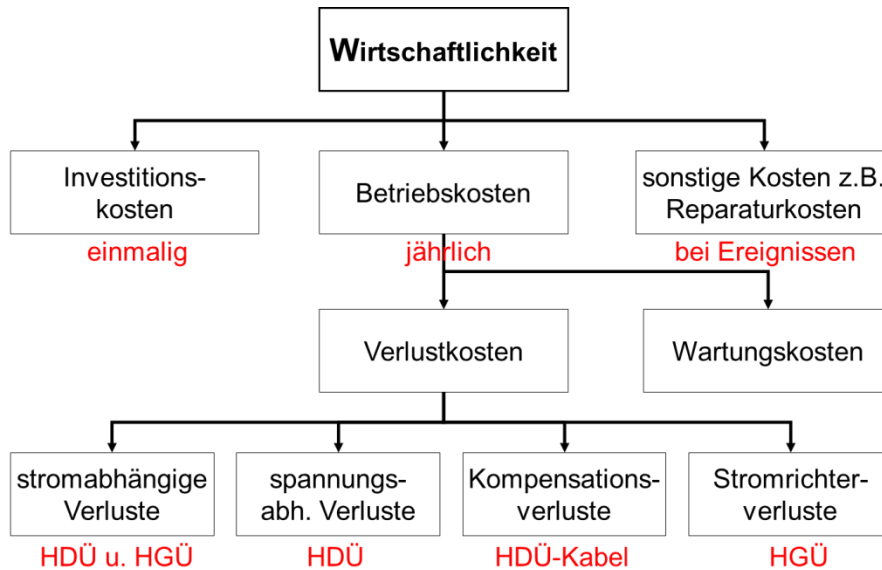 Wirtschaftlichkeit
Investitions-
kosten
einmalig
Betriebskosten
jährlich
sonstige Kosten z.B.
Reparaturkosten
bei Ereignissen
Verlustkosten
Wartungskosten
stromabhängige
Verluste
HDÜ u. HGÜ
spannungs-
abh. Verluste
HDÜ
Kompensations-
verluste
HDÜ-Kabel
Stromrichter-
verluste
HGÜ